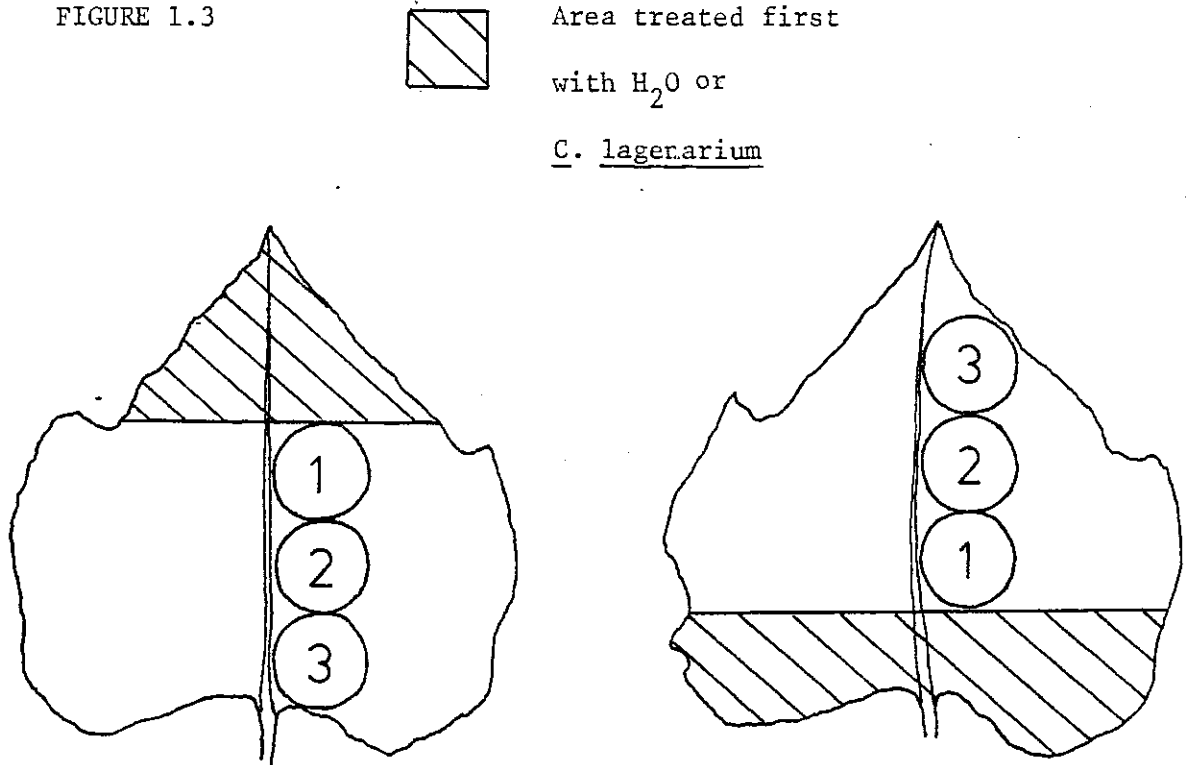 FIGURE 1.3
Area treated first
with H₂O or
C. lagenarium
1
2
3
3
2
1